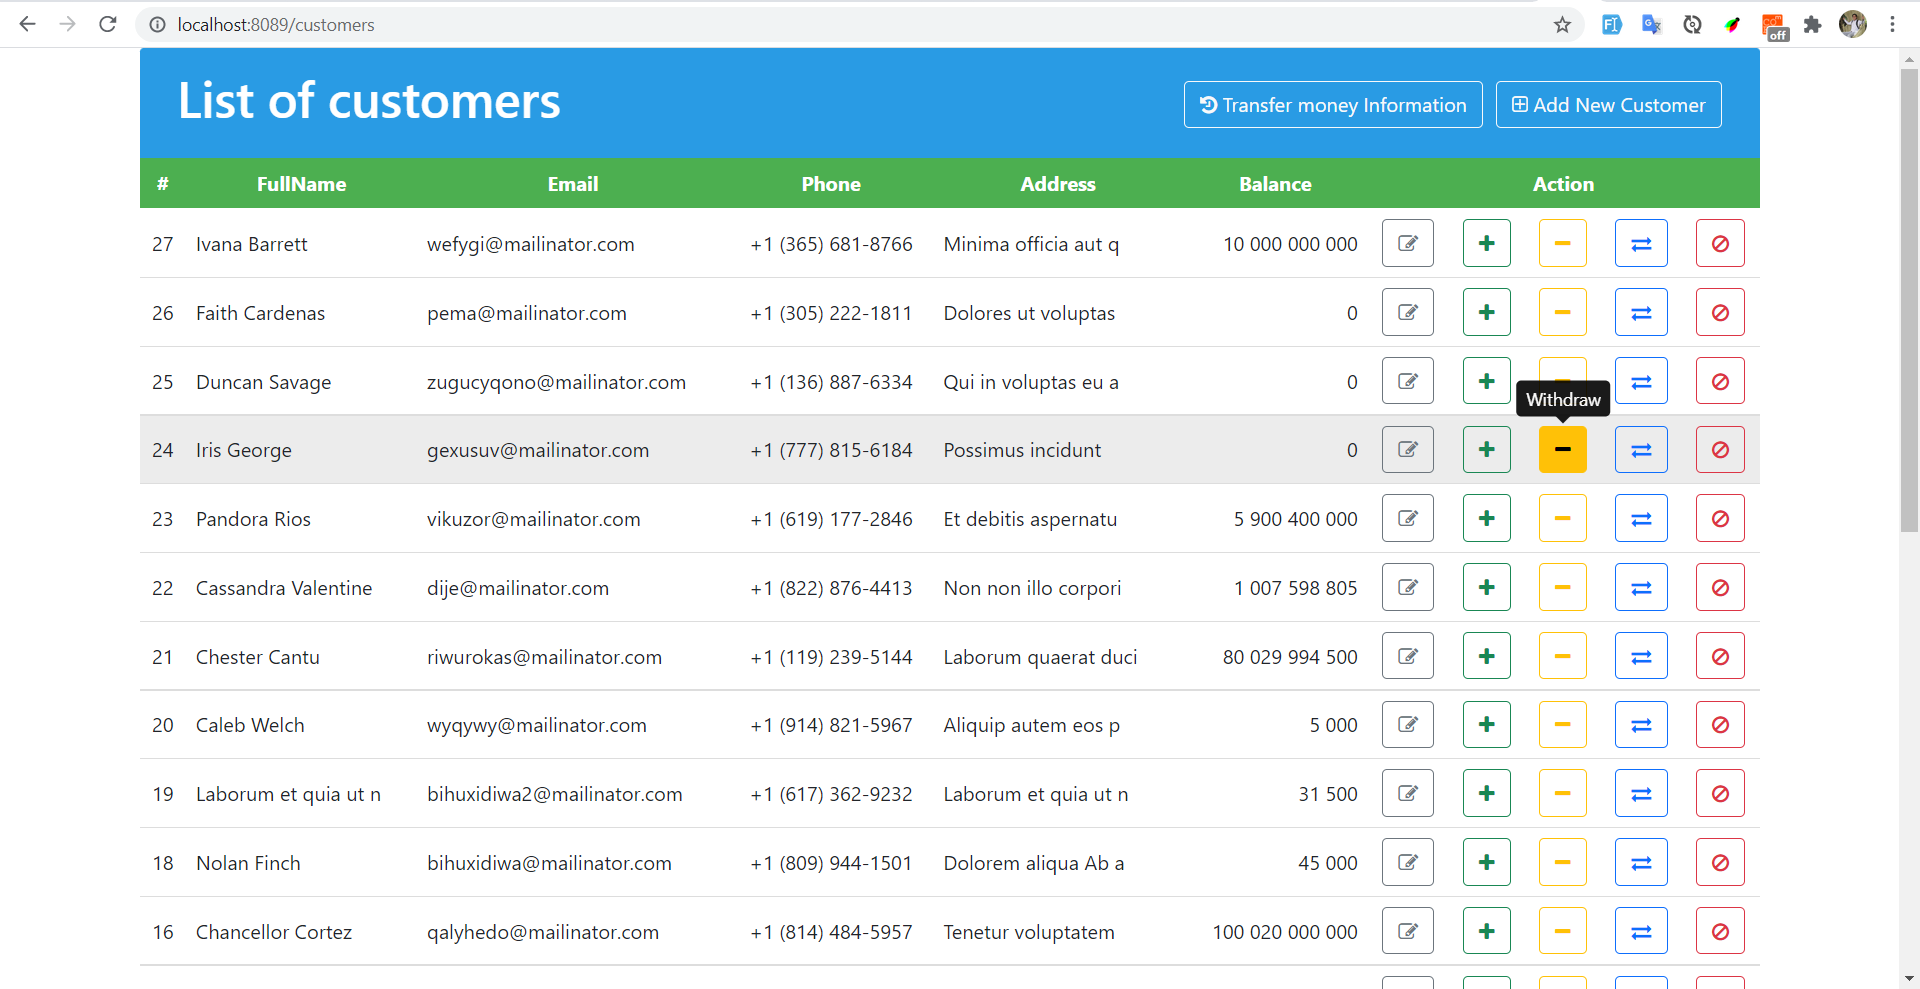 localhost:8089/customers
off
List of customers
Transfer money Information
Add New Customer
# FullName Email Phone Address Balance Action
27 Ivana Barrett wefygi@mailinator.com +1 (365) 681-8766 Minima officia aut q 10 000 000 000
26 Faith Cardenas pema@mailinator.com +1 (305) 222-1811 Dolores ut voluptas 0
25 Duncan Savage zugucyqono@mailinator.com +1 (136) 887-6334 Qui in voluptas eu a 0
Withdraw
24 Iris George gexusuv@mailinator.com +1 (777) 815-6184 Possimus incidunt 0
23 Pandora Rios vikuzor@mailinator.com +1 (619) 177-2846 Et debitis aspernatu 5 900 400 000
22 Cassandra Valentine dije@mailinator.com +1 (822) 876-4413 Non non illo corpori 1 007 598 805
21 Chester Cantu riwurokas@mailinator.com +1 (119) 239-5144 Laborum quaerat duci 80 029 994 500
20 Caleb Welch wyqywy@mailinator.com +1 (914) 821-5967 Aliquip autem eos p 5 000
19 Laborum et quia ut n bihuxidiwa2@mailinator.com +1 (617) 362-9232 Laborum et quia ut n 31 500
18 Nolan Finch bihuxidiwa@mailinator.com +1 (809) 944-1501 Dolorem aliqua Ab a 45 000
16 Chancellor Cortez qalyhedo@mailinator.com +1 (814) 484-5957 Tenetur voluptatem 100 020 000 000